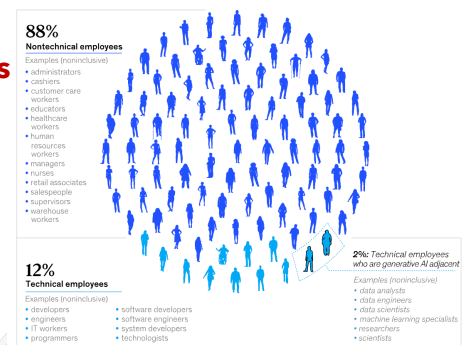 s
88%
Nontechnical employees
Examples (noninclusive)
• administrators
• cashiers
• customer care
workers
• educators
• healthcare
workers
• human
resources
workers
• managers
• nurses
• retail associates
• salespeople
• supervisors
• warehouse
workers
12%
Technical employees
Examples (noninclusive)
• developers
• engineers
• IT workers
• programmers
• software developers
• software engineers
• system developers
• technologists
2%: Technical employees
who are generative AI adjacent
Examples (noninclusive)
• data analysts
• data engineers
• data scientists
• machine learning specialists
• researchers
• scientists